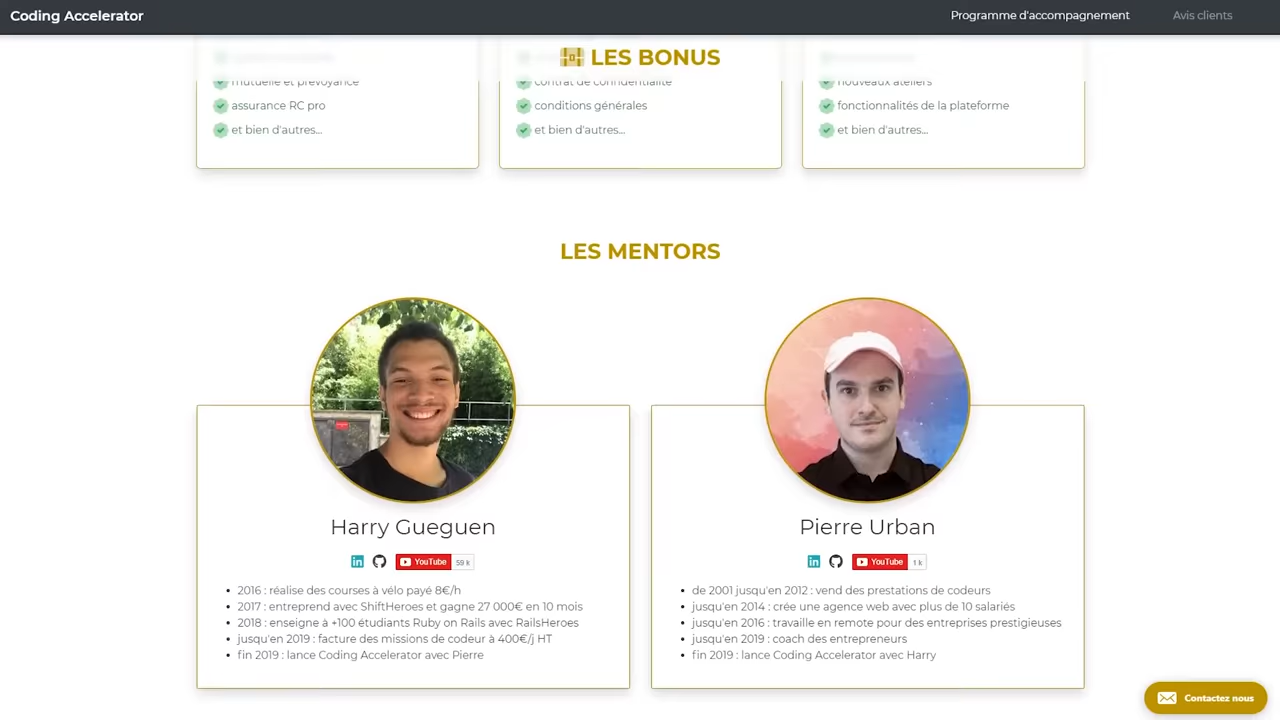 Coding Accelerator
Programme d'accompagnement
Avis clients
LES BONUS
mutuelle et prévoyance
assurance RC pro
et bien d'autres...
contrat de confidentialité
conditions générales
et bien d'autres...
nouveaux ateliers
fonctionnalités de la plateforme
et bien d'autres...
LES MENTORS
Harry Gueguen
in
YouTube 59 k
2016 : réalise des courses à vélo payé 8€/h
2017 : entreprend avec ShiftHeroes et gagne 27 000€ en 10 mois
2018 : enseigne à +100 étudiants Ruby on Rails avec RailsHeroes
jusqu'en 2019 : facture des missions de codeur à 400€/j HT
fin 2019 : lance Coding Accelerator avec Pierre
Pierre Urban
in
YouTube 1 k
de 2001 jusqu'en 2012 : vend des prestations de codeurs
jusqu'en 2014 : crée une agence web avec plus de 10 salariés
jusqu'en 2016 : travaille en remote pour des entreprises prestigieuses
jusqu'en 2019 : coach des entrepreneurs
fin 2019 : lance Coding Accelerator avec Harry
Contactez nous